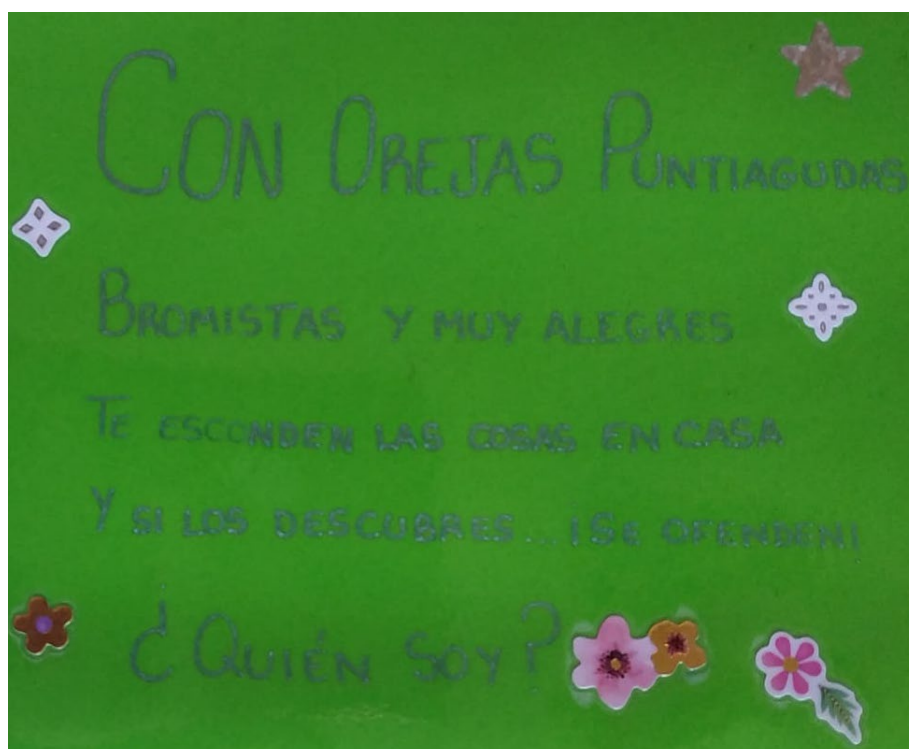 CON OREJAS PUNTIAGUDAS
BROMISTAS Y MUY ALEGRES
TE ESCONDEN LAS COSAS EN CASA
Y SI LOS DESCUBRES... ¡SE OFENDEN!
¿QUIÉN SOY?